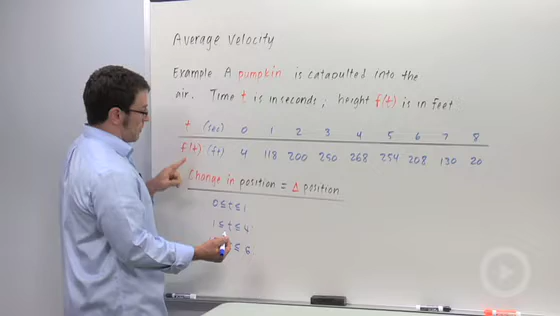 Average Velocity
Example A pumpkin is catapulted into the
air. Time t is in seconds; height f(t) is in feet.
t (sec) 0 1 2 3 4 5 6 7 8
f(t) (ft) 4 118 200 250 268 254 208 130 20
Change in position = Δ position
0≤t≤1
1≤t≤4
≤ 6